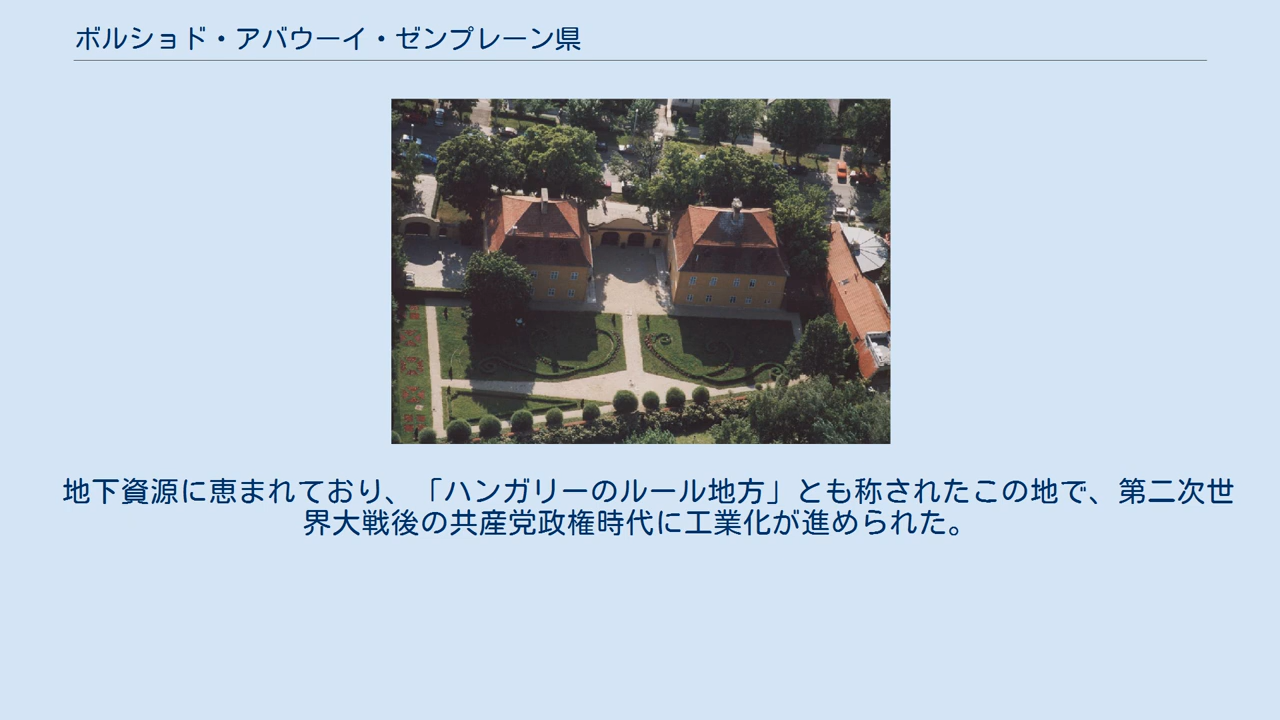 ボルショド・アバウーイ・ゼンプレーン県
地下資源に恵まれており、「ハンガリーのルール地方」とも称されたこの地で、第二次世
界大戦後の共産党政権時代に工業化が進められた。